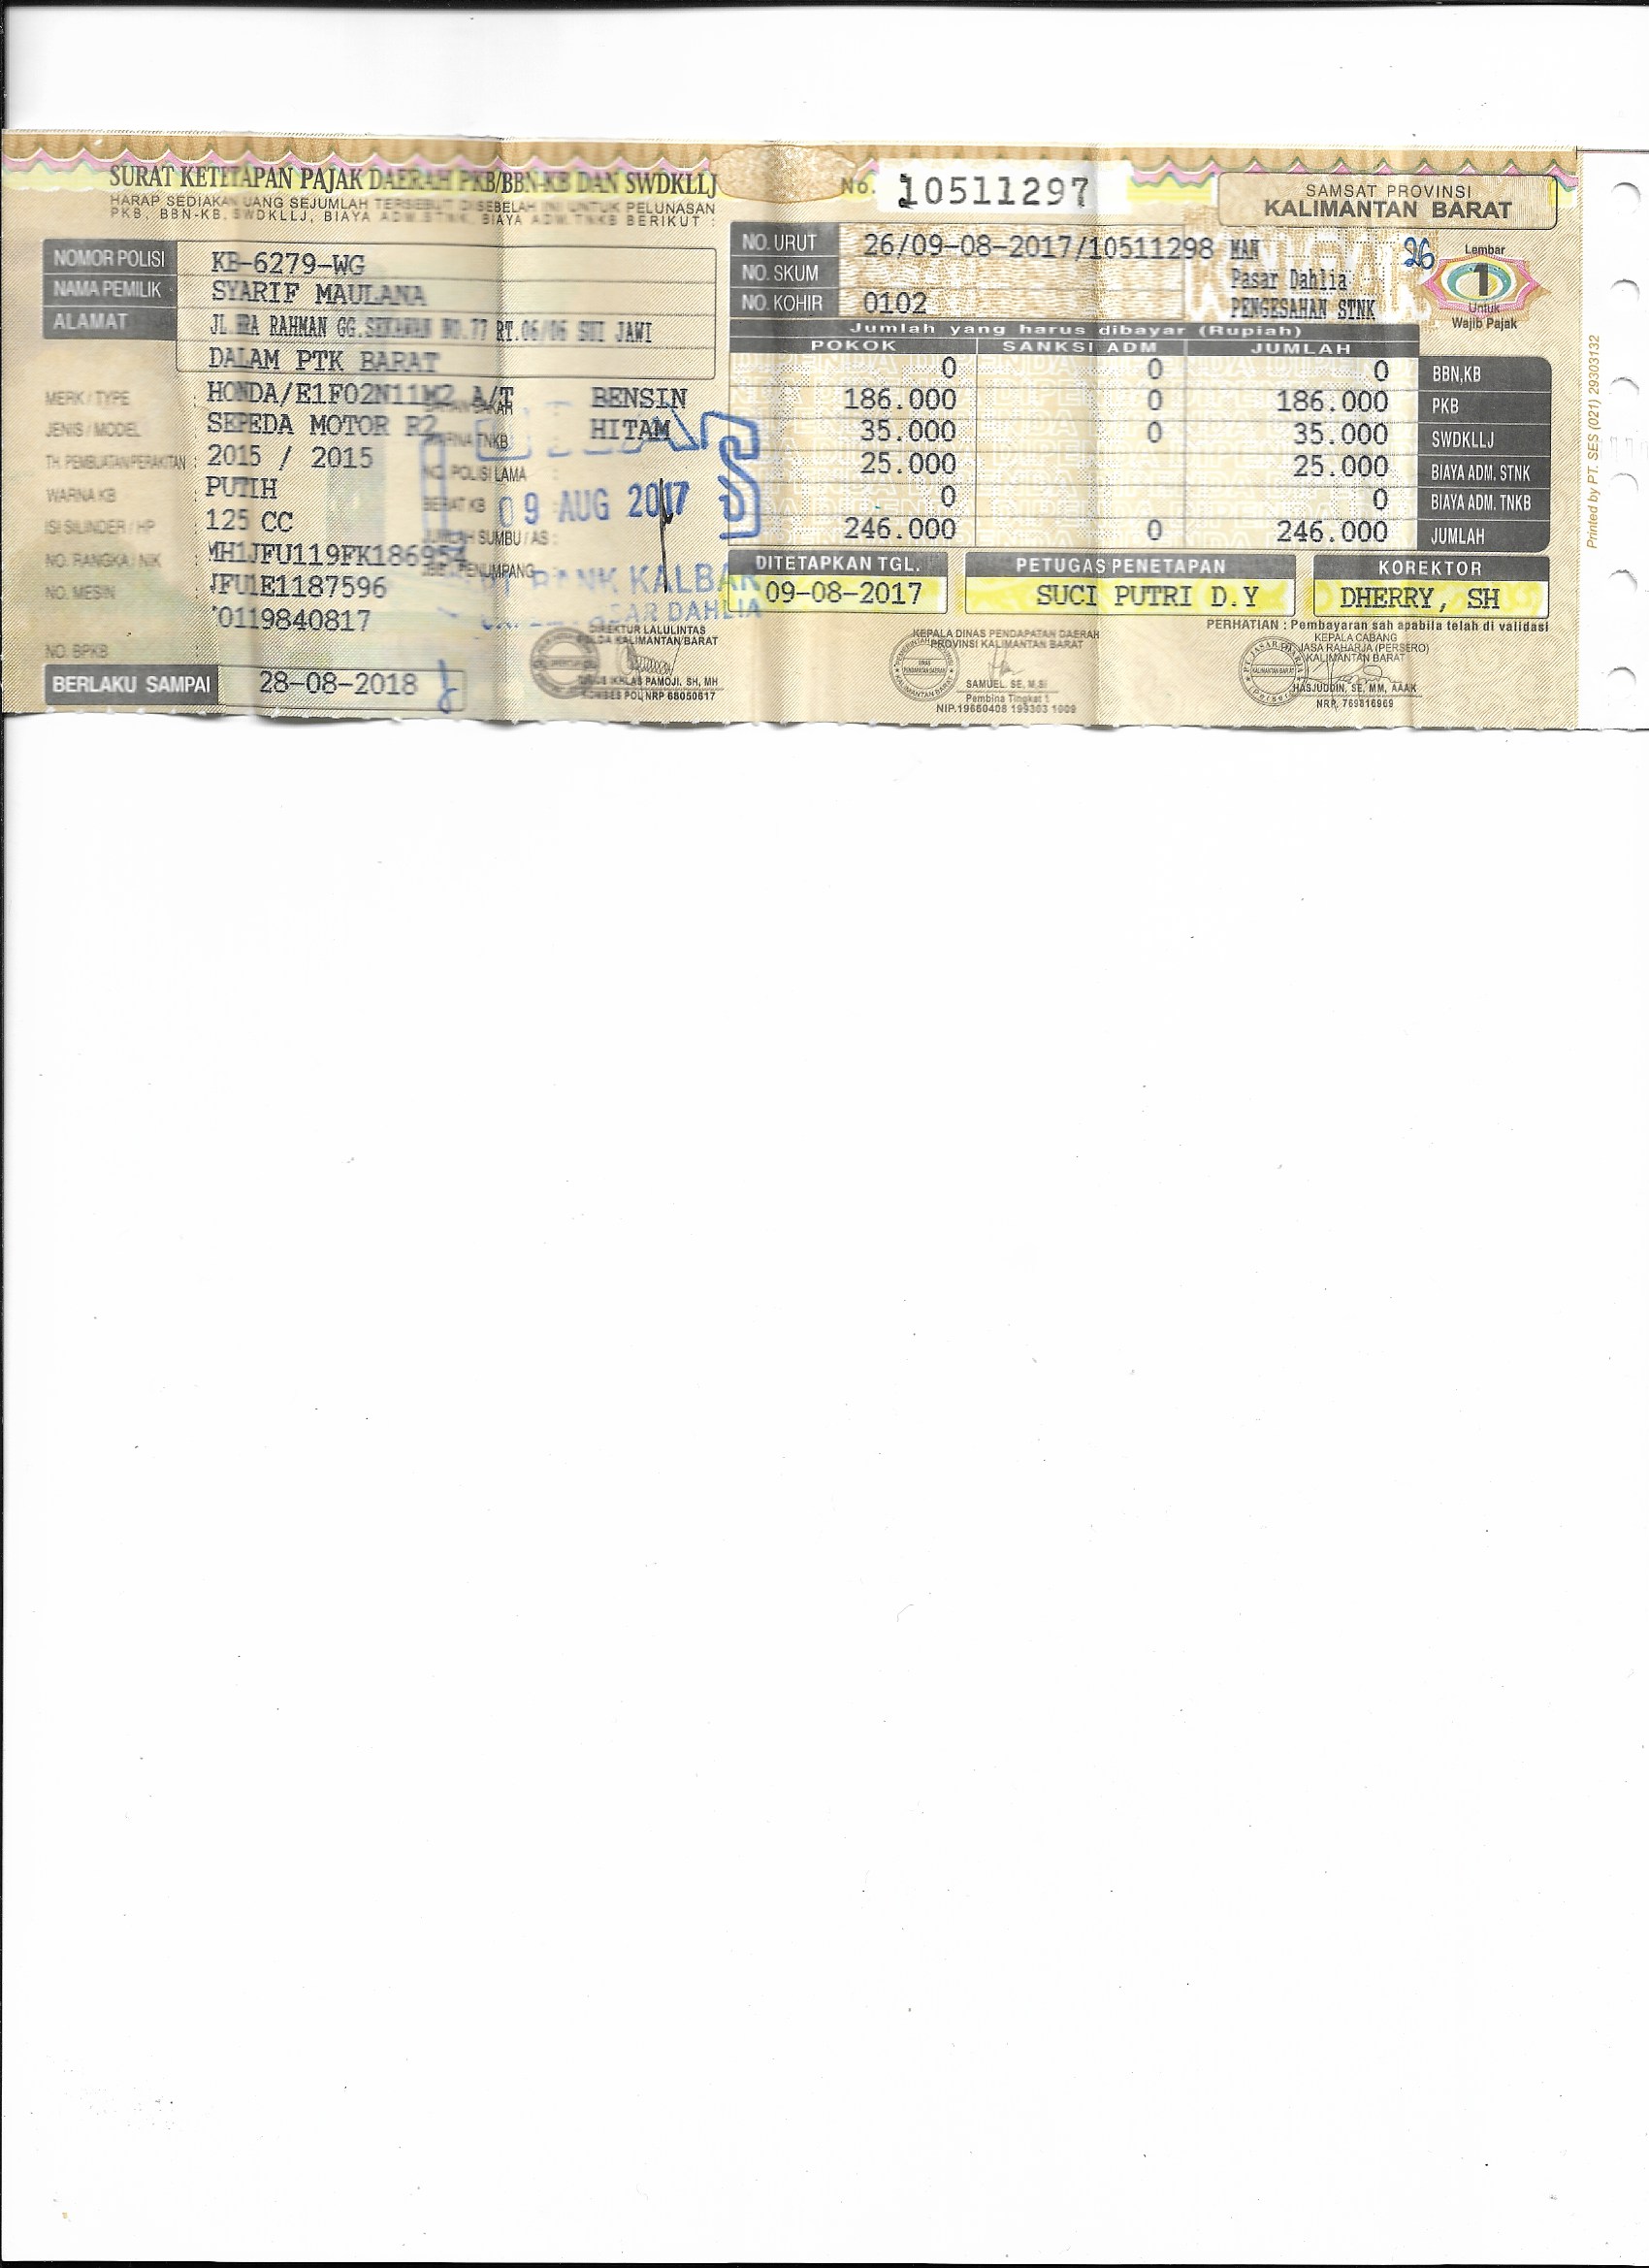 SURAT KETETAPAN PAJAK DAERAH PKB/BBN-KB DAN SWDKLLJ
HARAP SEDIAKAN UANG SEJUMLAH TERSEBUT DISEBELAH INI UNTUK PELUNASAN
PKB, BBN-KB, SWDKLLJ, BIAYA ADM STNK, BIAYA ADM TNKB BERIKUT :
NOMOR POLISI KB-6279-WG
NAMA PEMILIK SYARIF MAULANA
ALAMAT JL. RAHMAN GG. NO.77 RT.06/06 SUI JAWI
DALAM PTK BARAT
MERK / TYPE HONDA/E1F02N11M2 A/T BENSIN
JENIS / MODEL SEPEDA MOTOR R2 WARNA TNKB HITAM
TH. PEMBUATAN/PERAKITAN : 2015 / 2015 NO. POLISI LAMA :
WARNA KB PUTIH BERAT KB
ISI SILINDER / HP 125 CC JUMLAH SUMBU / AS :
NO. RANGKA / NIK MH1JFU119FK186954 PENUMPANG
NO. MESIN JFU1E1187596
0119840817
NO. BPKB
BERLAKU SAMPAI 28-08-2018
09 AUG 2017
BANK KALBAR
PASAR DAHLIA
DIREKTUR LALULINTAS
POLDA KALIMANTAN BARAT
IKHLAS PAMOJI. SH, MH
KOMBES POL NRP 68050617
No. 10511297
SAMSAT PROVINSI
KALIMANTAN BARAT
NO. URUT 26/09-08-2017/10511298 MAN
NO. SKUM Pasar Dahlia
NO. KOHIR 0102 PENGESAHAN STNK
26
Lembar
1
Untuk
Wajib Pajak
Jumlah yang harus dibayar (Rupiah)
POKOK SANKSI ADM JUMLAH
0 0 0 BBN,KB
186.000 0 186.000 PKB
35.000 0 35.000 SWDKLLJ
25.000 25.000 BIAYA ADM. STNK
0 0 BIAYA ADM. TNKB
246.000 0 246.000 JUMLAH
DITETAPKAN TGL. PETUGAS PENETAPAN KOREKTOR
09-08-2017 SUCI PUTRI D.Y DHERRY, SH
PERHATIAN : Pembayaran sah apabila telah di validasi
KEPALA DINAS PENDAPATAN DAERAH
PROVINSI KALIMANTAN BARAT
SAMUEL. SE, M.Si
Pembina Tingkat 1
NIP.19660406 199303 1009
KEPALA CABANG
PT. JASA RAHARJA (PERSERO)
KALIMANTAN BARAT
HASJUDDIN, SE, MM, AAAK
NRP. 769816969
Printed by PT. SES (021) 29303132